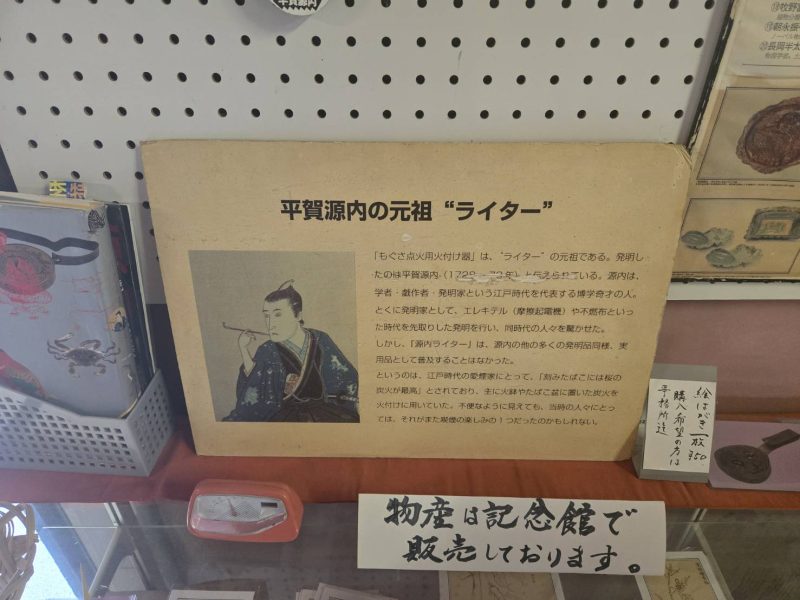 平賀源内の元祖 “ライター”
「もぐさ点火用火付け器」は、“ライター”の元祖である。発明し
たのは平賀源内（1728～79年）と伝えられている。源内は、
学者・戯作者・発明家という江戸時代を代表する博学奇才の人。
とくに発明家として、エレキテル（摩擦起電機）や不燃布といっ
た時代を先取りした発明を行い、同時代の人々を驚かせた。
しかし、「源内ライター」は、源内の他の多くの発明品同様、実
用品として普及することはなかった。
というのは、江戸時代の愛煙家にとって、「刻みたばこには桜の
炭火が最高」とされており、主に火鉢やたばこ盆に置いた炭火を
火付けに用いていた。不便なように見えても、当時の人々にとっ
ては、それがまた喫煙の楽しみの１つだったのかもしれない。
絵はがき一枚 ¥50
購入希望の方は
事務所迄
物産は記念館で
販売しております。
⑱牧野富
⑲朝永振
⑳長岡半太